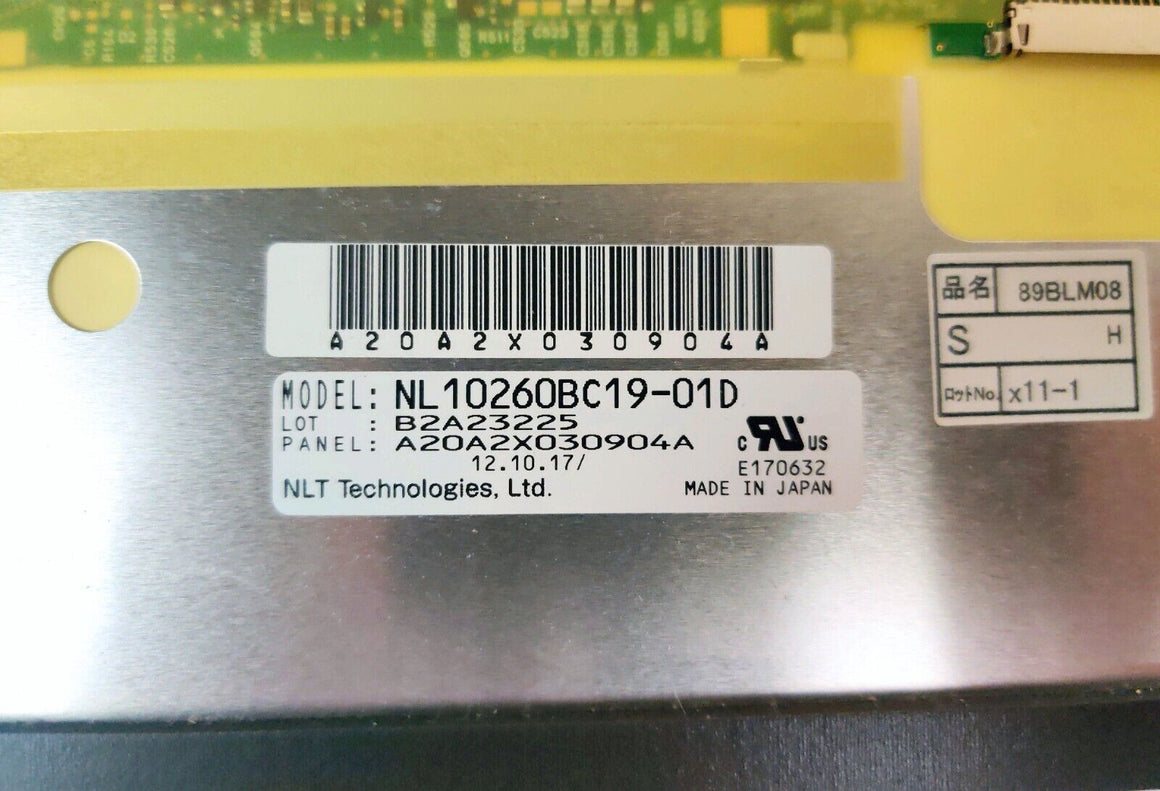 A20A2X030904A
MODEL: NL10260BC19-01D
LOT : B2A23225
PANEL: A20A2X030904A
12.10.17/
C RU US
E170632
NLT Technologies, Ltd.
MADE IN JAPAN
品名 89BLM08
S H
ロットNo. x11-1